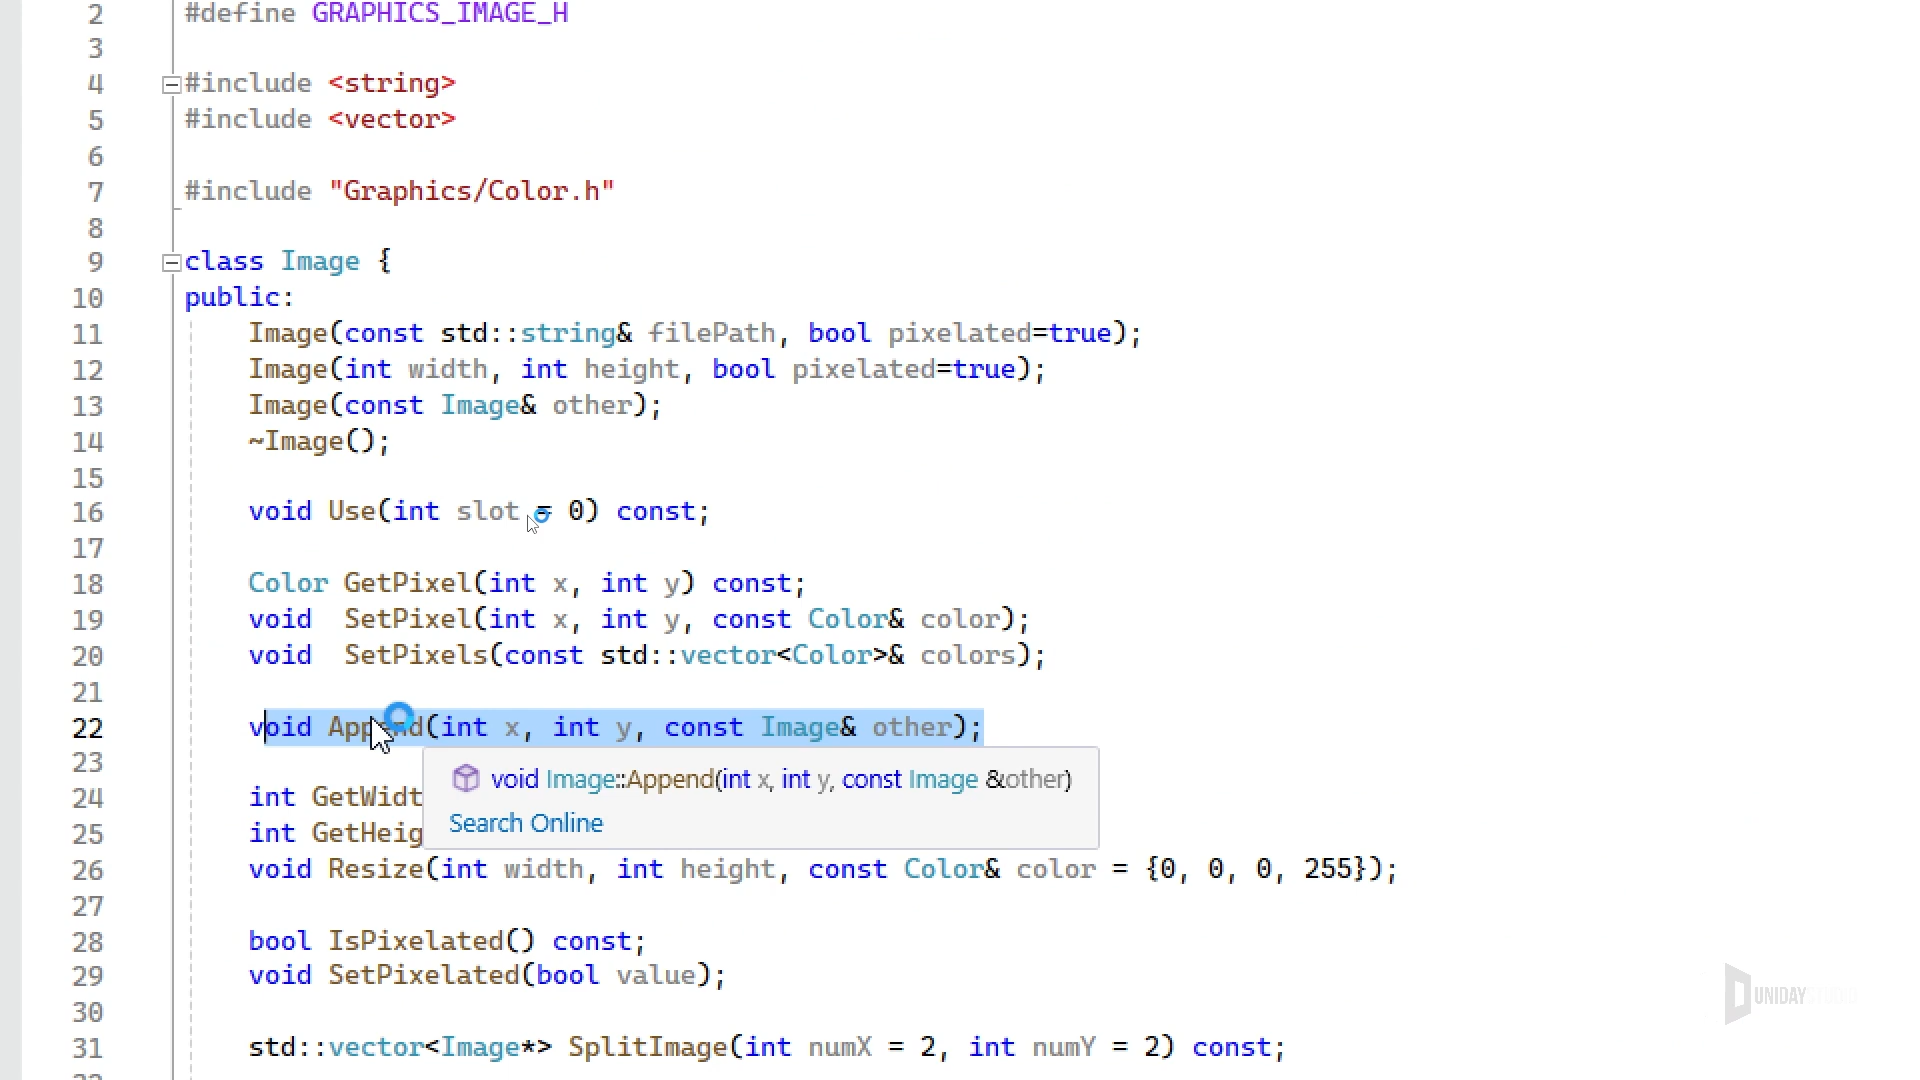 2 #define GRAPHICS_IMAGE_H
3
4 #include <string>
5 #include <vector>
6
7 #include "Graphics/Color.h"
8
9 class Image {
10 public:
11 Image(const std::string& filePath, bool pixelated=true);
12 Image(int width, int height, bool pixelated=true);
13 Image(const Image& other);
14 ~Image();
15
16 void Use(int slot = 0) const;
17
18 Color GetPixel(int x, int y) const;
19 void  SetPixel(int x, int y, const Color& color);
20 void  SetPixels(const std::vector<Color>& colors);
21
22 void Append(int x, int y, const Image& other);
23
void Image::Append(int x, int y, const Image &other)
Search Online
24 int GetWidt
25 int GetHeig
26 void Resize(int width, int height, const Color& color = {0, 0, 0, 255});
27
28 bool IsPixelated() const;
29 void SetPixelated(bool value);
30
31 std::vector<Image*> SplitImage(int numX = 2, int numY = 2) const;
UNIDAY